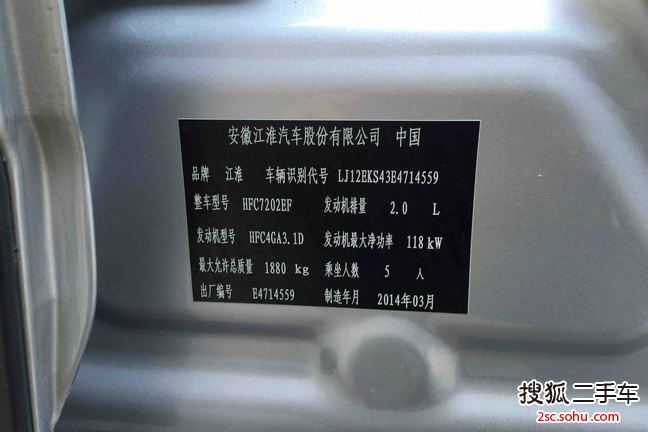 安徽江淮汽车股份有限公司 中国
品牌 江淮 车辆识别代号 LJ12EKS43E4714559
整车型号 HFC7202EF 发动机排量 2.0 L
发动机型号 HFC4GA3.1D 发动机最大净功率 118 kW
最大允许总质量 1880 kg 乘坐人数 5 人
出厂编号 E4714559 制造年月 2014年03月
搜狐 二手车
2sc.sohu.com